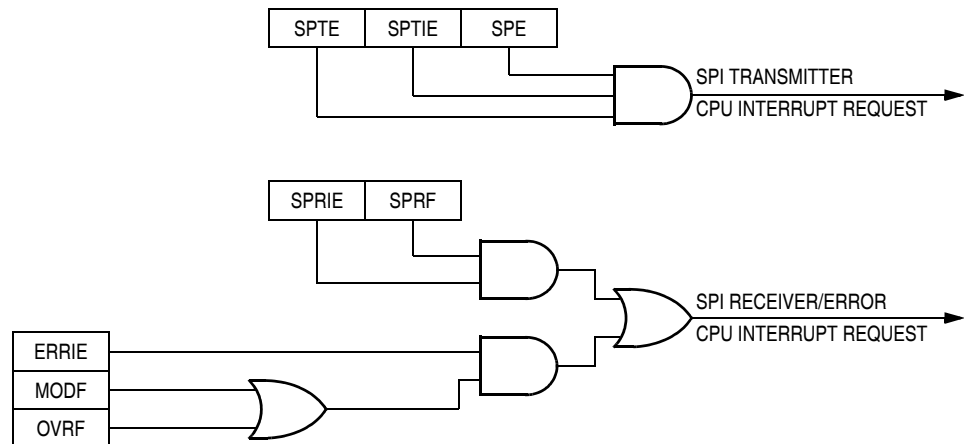 SPTE SPTIE SPE
SPI TRANSMITTER
CPU INTERRUPT REQUEST
SPRIE SPRF
SPI RECEIVER/ERROR
CPU INTERRUPT REQUEST
ERRIE
MODF
OVRF